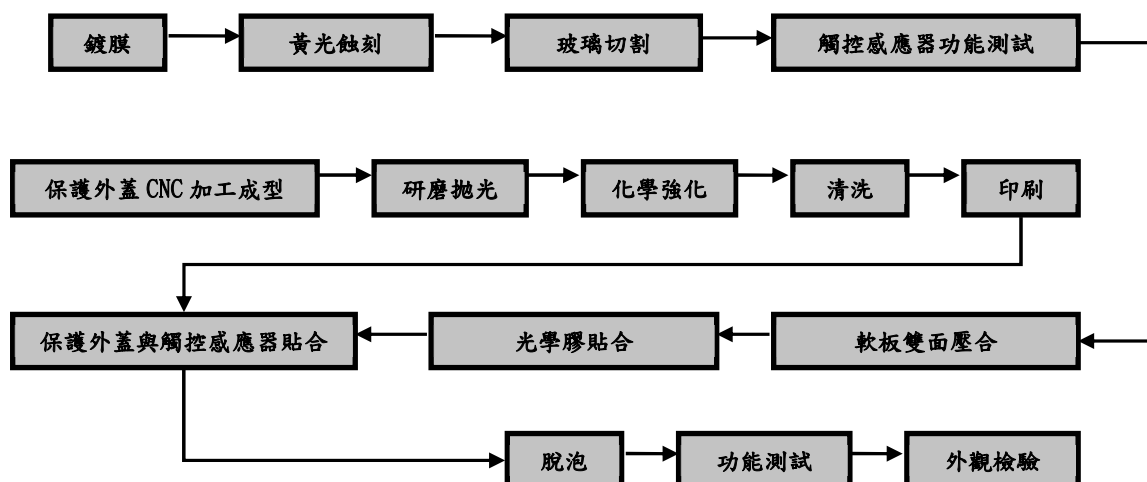 鍍膜 黃光蝕刻 玻璃切割 觸控感應器功能測試
保護外蓋 CNC 加工成型 研磨拋光 化學強化 清洗 印刷
保護外蓋與觸控感應器貼合 光學膠貼合 軟板雙面壓合
脫泡 功能測試 外觀檢驗